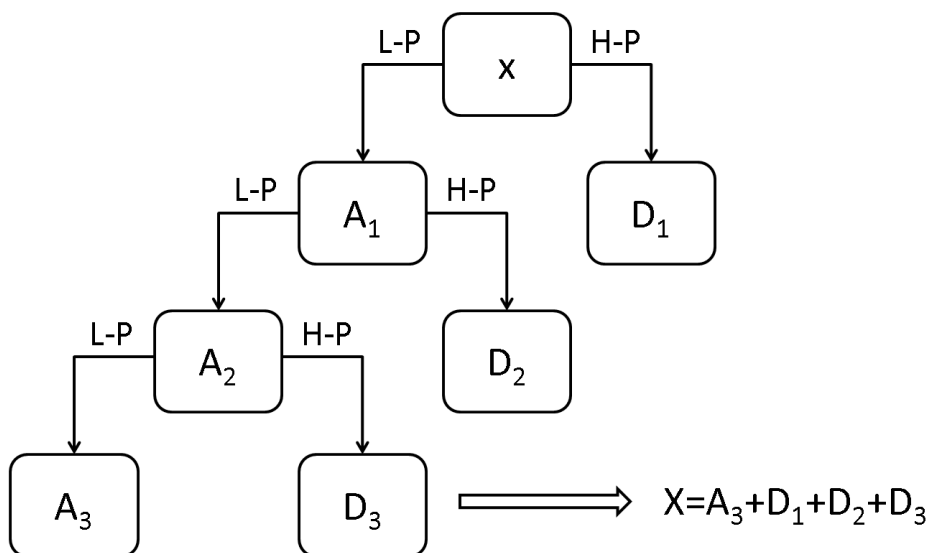 L-P
x
H-P
L-P
A₁
H-P
D₁
L-P
A₂
H-P
D₂
A₃
D₃
X=A₃+D₁+D₂+D₃